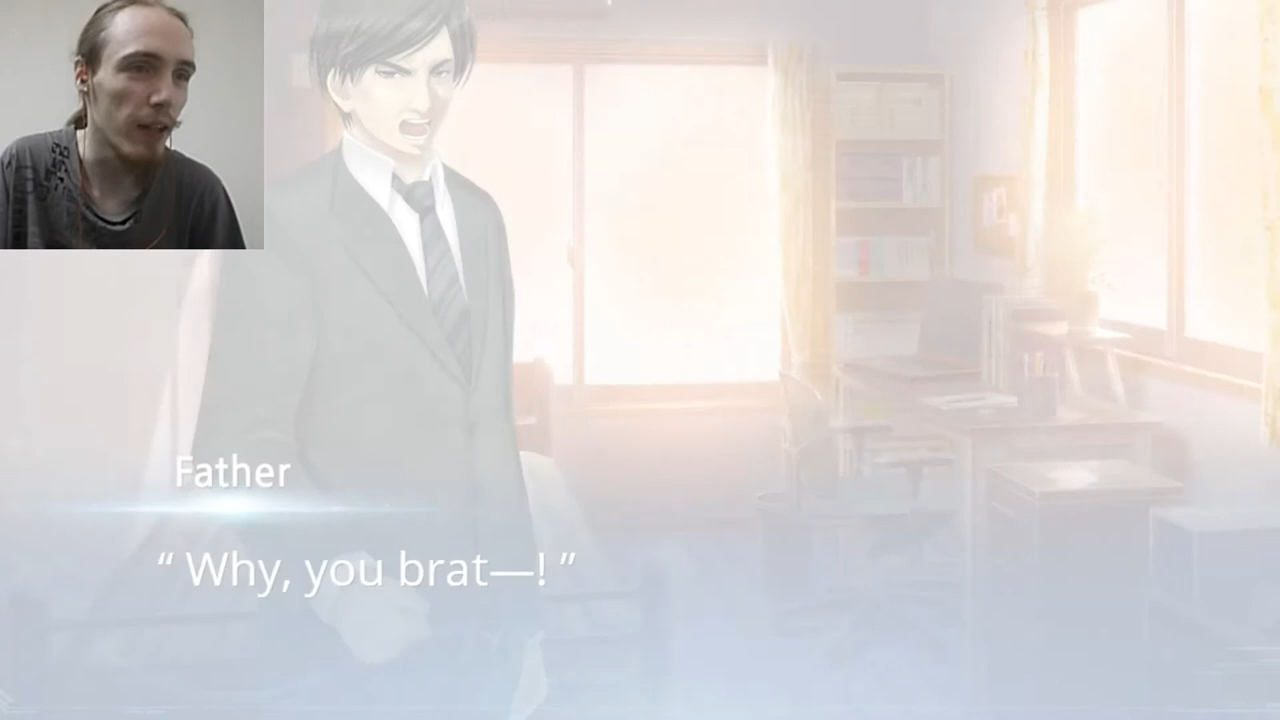 Father
“ Why, you brat—! ”